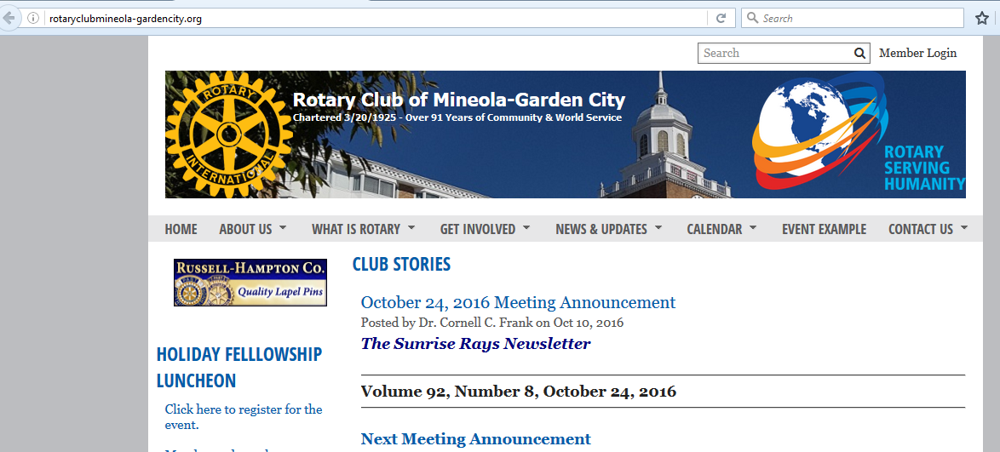 rotaryclubmineola-gardencity.org
Search
Search
Member Login
ROTARY
INTERNATIONAL
Rotary Club of Mineola-Garden City
Chartered 3/20/1925 - Over 91 Years of Community & World Service
ROTARY
SERVING
HUMANITY
HOME ABOUT US WHAT IS ROTARY GET INVOLVED NEWS & UPDATES CALENDAR EVENT EXAMPLE CONTACT US
RUSSELL-HAMPTON CO.
Quality Lapel Pins
HOLIDAY FELLLOWSHIP
LUNCHEON
Click here to register for the
event.
CLUB STORIES
October 24, 2016 Meeting Announcement
Posted by Dr. Cornell C. Frank on Oct 10, 2016
The Sunrise Rays Newsletter
Volume 92, Number 8, October 24, 2016
Next Meeting Announcement